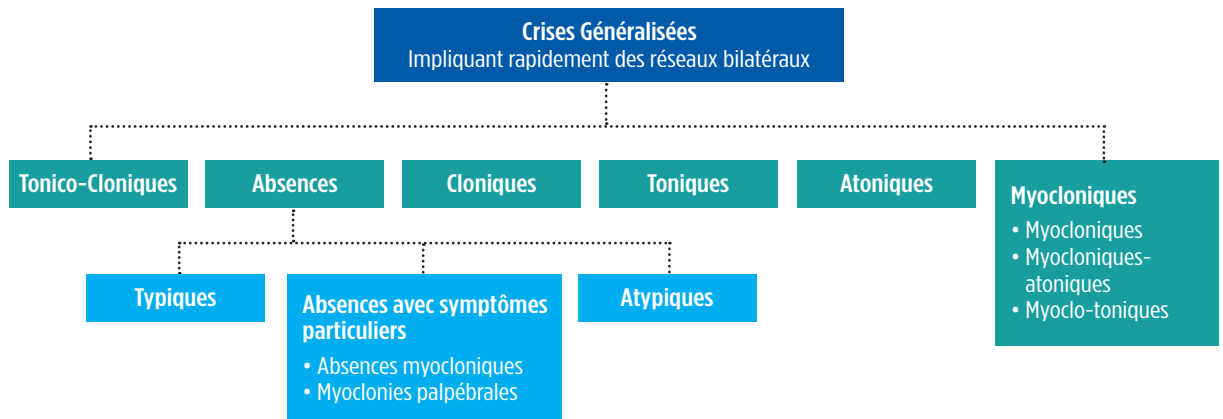 Crises Généralisées
Impliquant rapidement des réseaux bilatéraux
Tonico-Cloniques
Absences
Cloniques
Toniques
Atoniques
Myocloniques
• Myocloniques
• Myocloniques-
atoniques
• Myoclo-toniques
Typiques
Absences avec symptômes
particuliers
• Absences myocloniques
• Myoclonies palpébrales
Atypiques